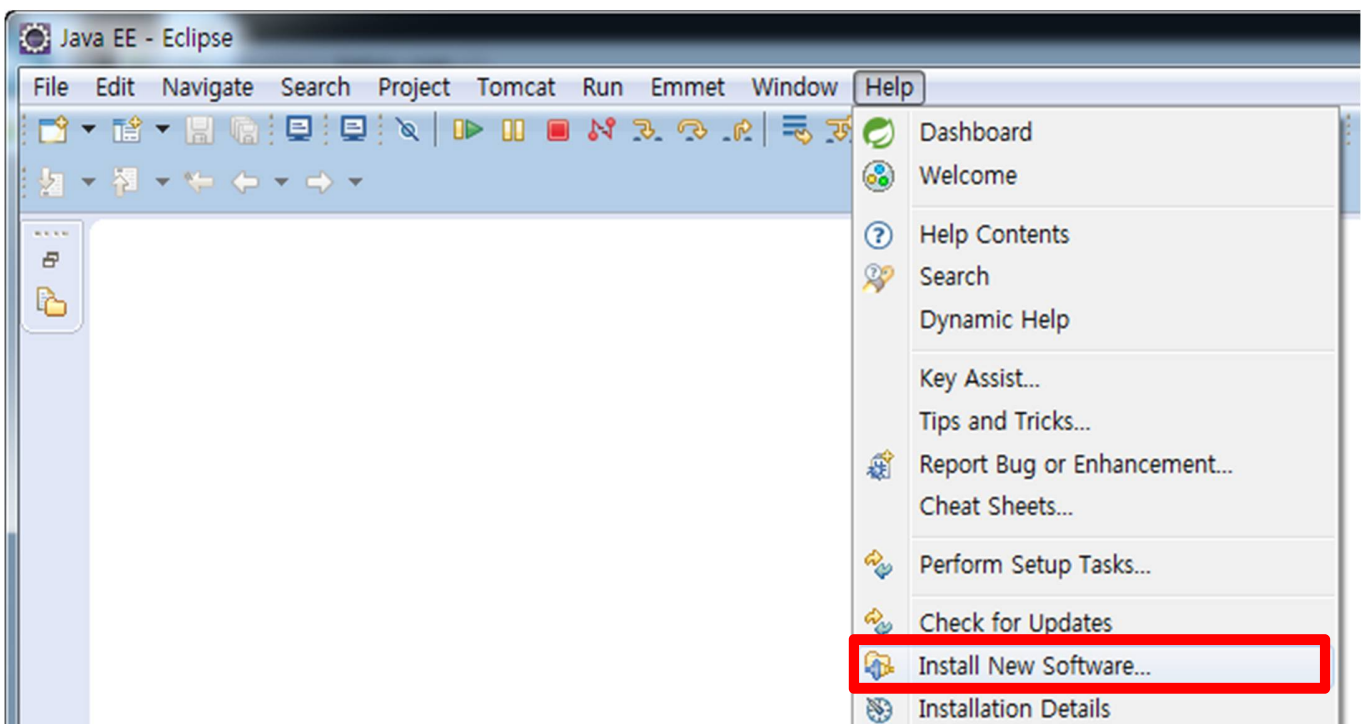 Java EE - Eclipse
File Edit Navigate Search Project Tomcat Run Emmet Window Help
Dashboard
Welcome
Help Contents
Search
Dynamic Help
Key Assist...
Tips and Tricks...
Report Bug or Enhancement...
Cheat Sheets...
Perform Setup Tasks...
Check for Updates
Install New Software...
Installation Details